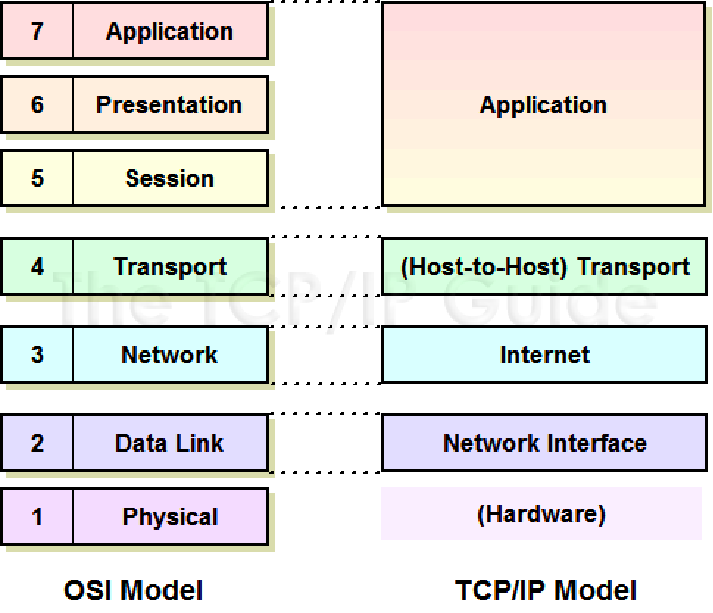 7 Application
6 Presentation
Application
5 Session
4 Transport
(Host-to-Host) Transport
The TCP/IP Guide
3 Network
Internet
2 Data Link
Network Interface
1 Physical
(Hardware)
OSI Model
TCP/IP Model